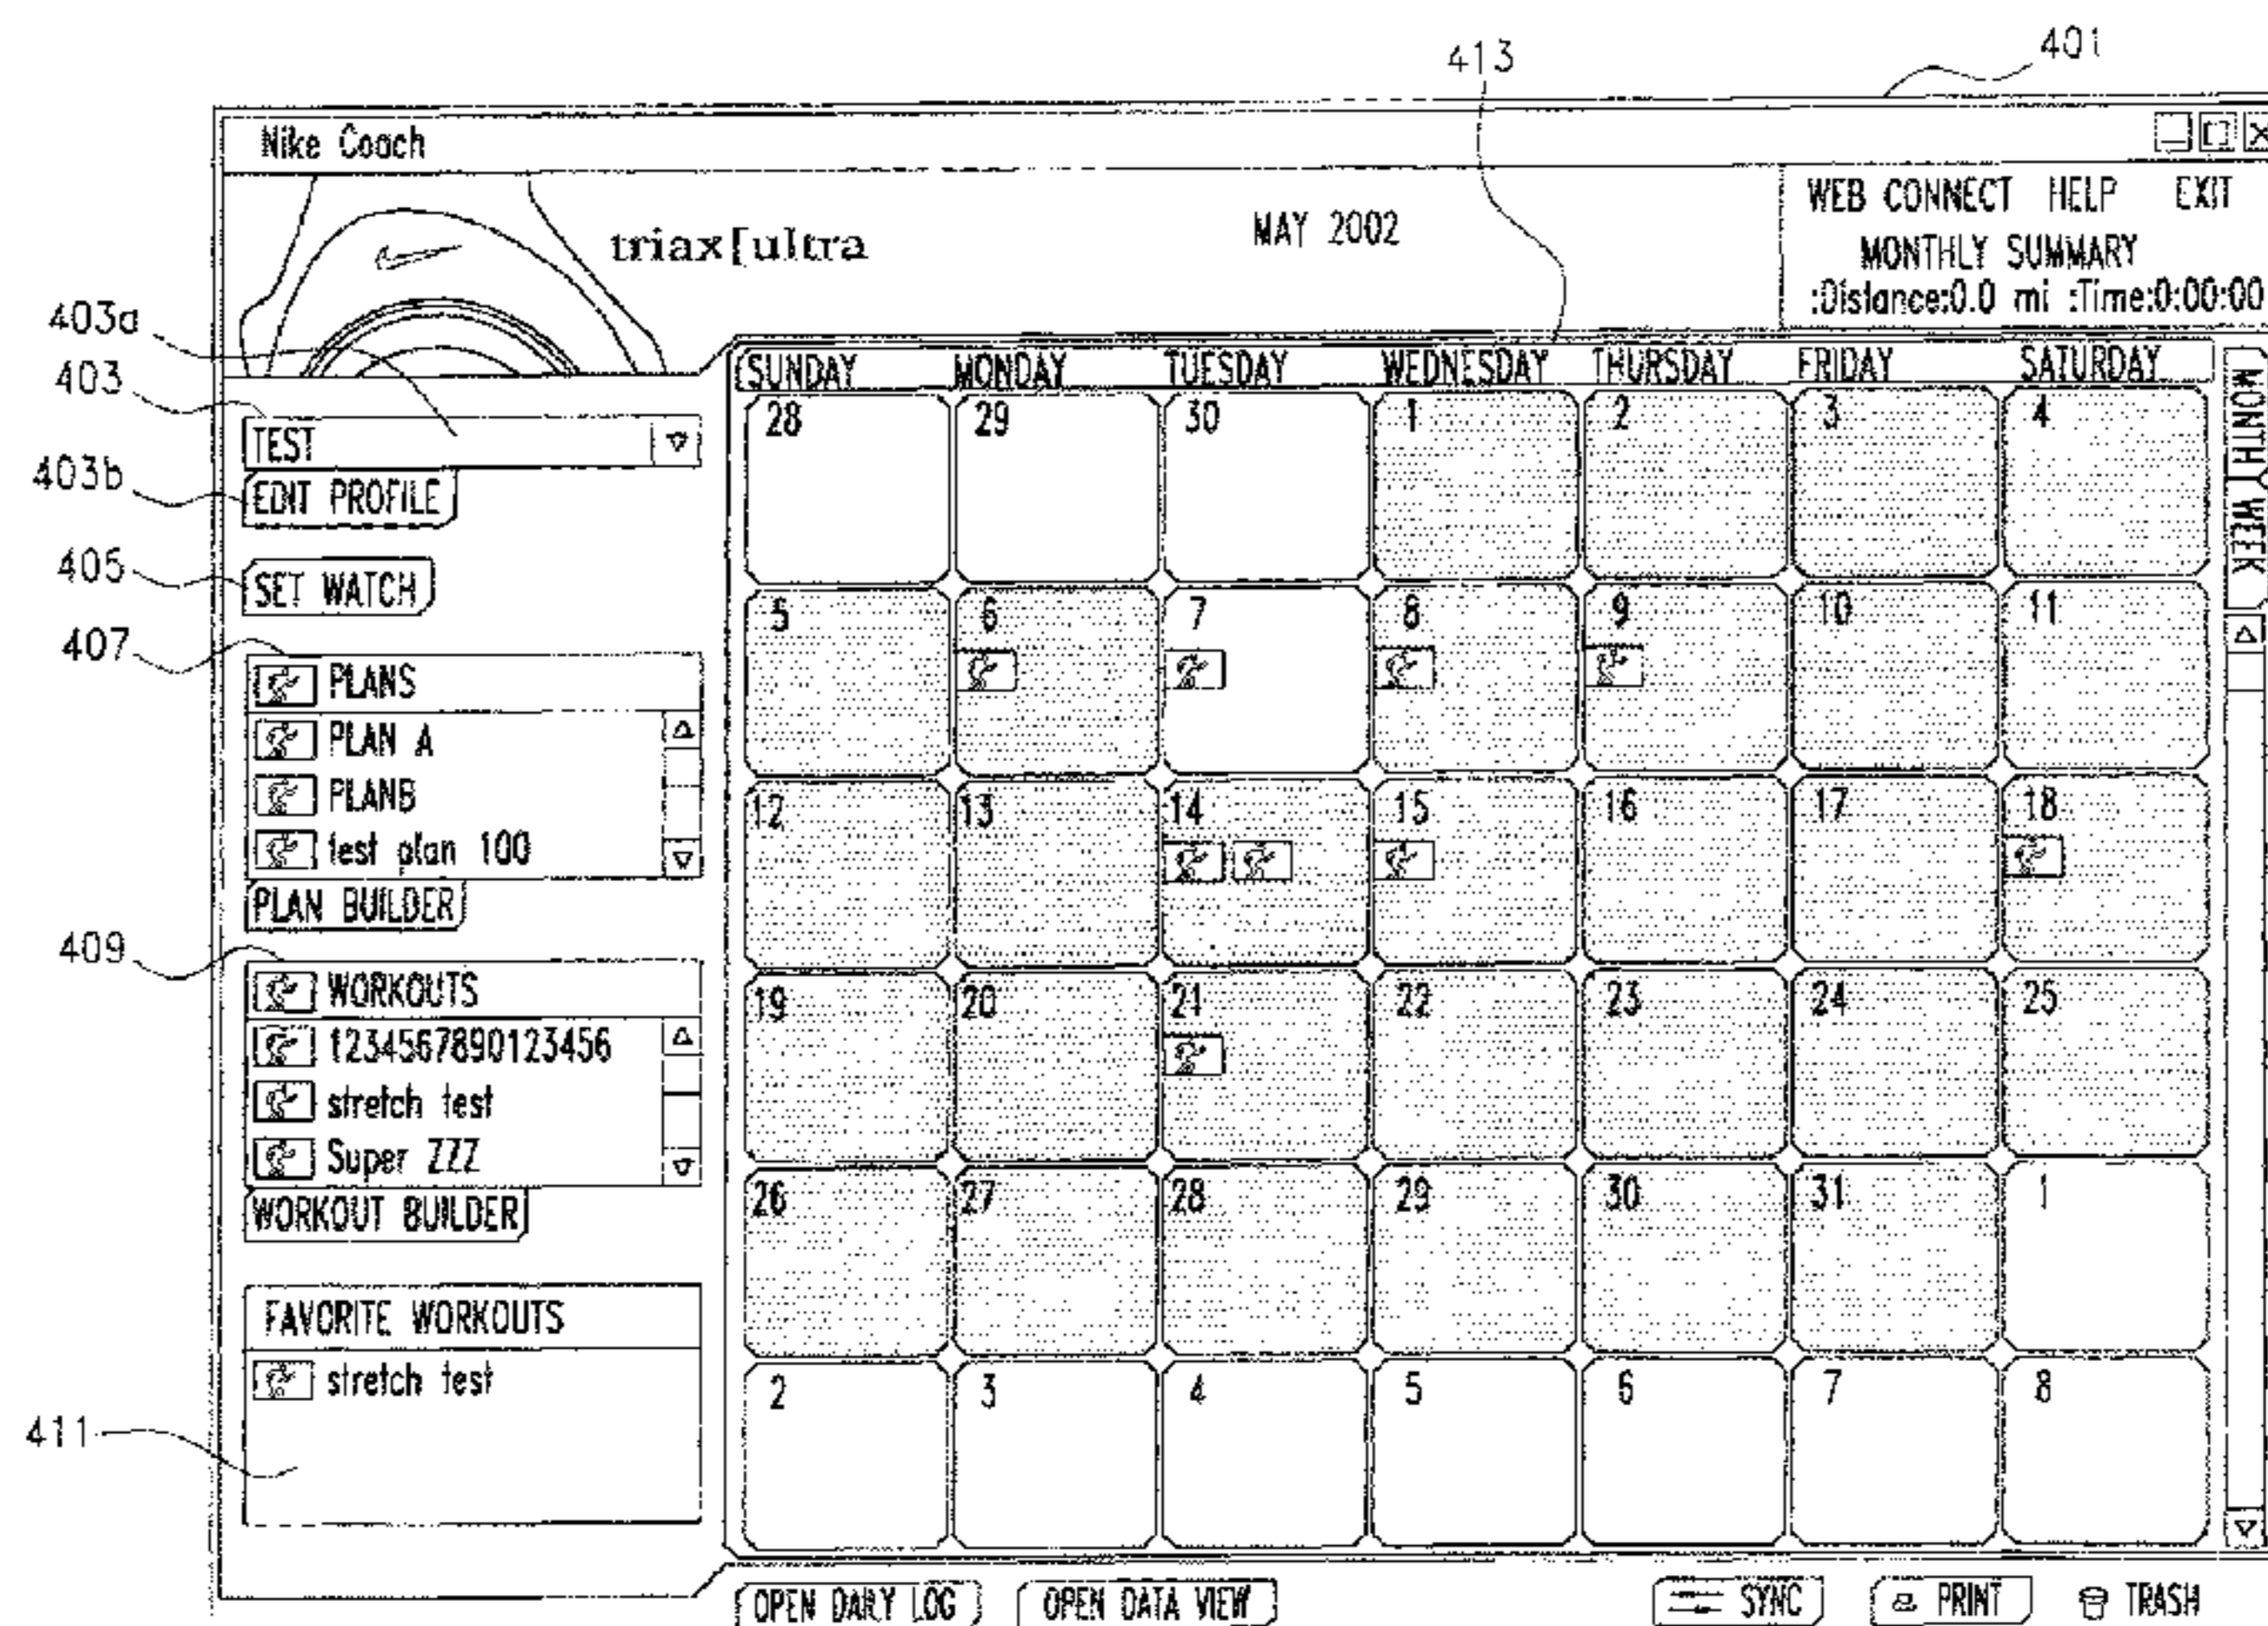 413
401
Nike Coach
triax[ultra
MAY 2002
WEB CONNECT HELP EXIT
MONTHLY SUMMARY
:Distance:0.0 mi :Time:0:00:00
403a
403
403b
405
407
409
411
TEST
EDIT PROFILE
SET WATCH
PLANS
PLAN A
PLANB
test plan 100
PLAN BUILDER
WORKOUTS
1234567890123456
stretch test
Super ZZZ
WORKOUT BUILDER
FAVORITE WORKOUTS
stretch test
SUNDAY MONDAY TUESDAY WEDNESDAY THURSDAY FRIDAY SATURDAY
28 29 30 1 2 3 4
5 6 7 8 9 10 11
12 13 14 15 16 17 18
19 20 21 22 23 24 25
26 27 28 29 30 31 1
2 3 4 5 6 7 8
MONTH WEEK
OPEN DAILY LOG OPEN DATA VIEW SYNC PRINT TRASH